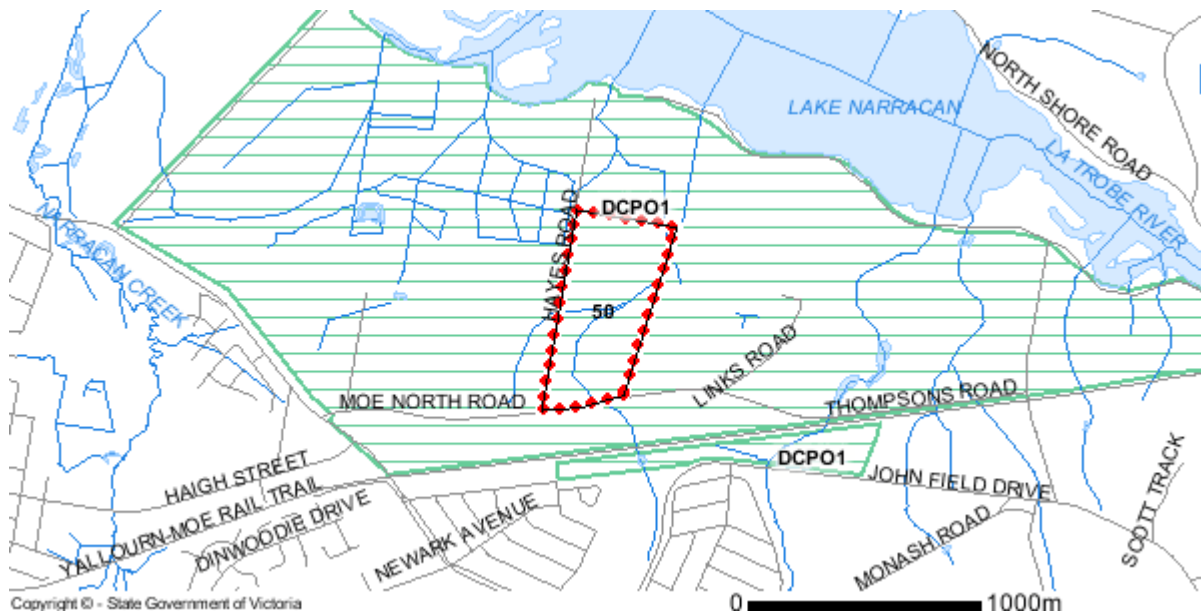 NORTH SHORE ROAD
LAKE NARRACAN
LA TROBE RIVER
NARRACAN CREEK
HAYES ROAD
DCPO1
50
LINKS ROAD
MOE NORTH ROAD
THOMPSONS ROAD
DCPO1
HAIGH STREET
JOHN FIELD DRIVE
YALLOURN-MOE RAIL TRAIL
DINWOODIE DRIVE
NEWARK AVENUE
MONASH ROAD
SCOTT TRACK
Copyright © - State Government of Victoria
0 1000m